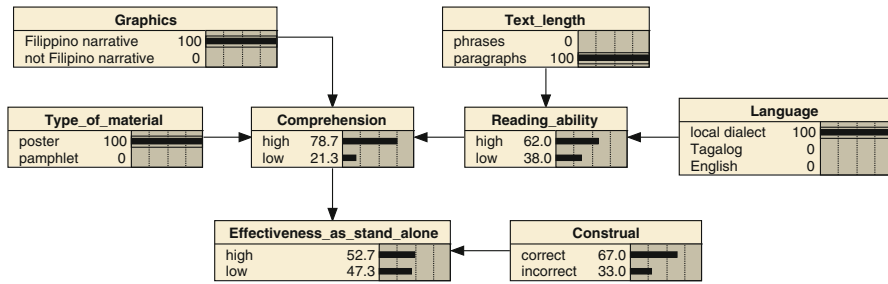 Graphics
Filippino narrative 100
not Filipino narrative 0
Text_length
phrases 0
paragraphs 100
Type_of_material
poster 100
pamphlet 0
Comprehension
high 78.7
low 21.3
Reading_ability
high 62.0
low 38.0
Language
local dialect 100
Tagalog 0
English 0
Effectiveness_as_stand_alone
high 52.7
low 47.3
Construal
correct 67.0
incorrect 33.0